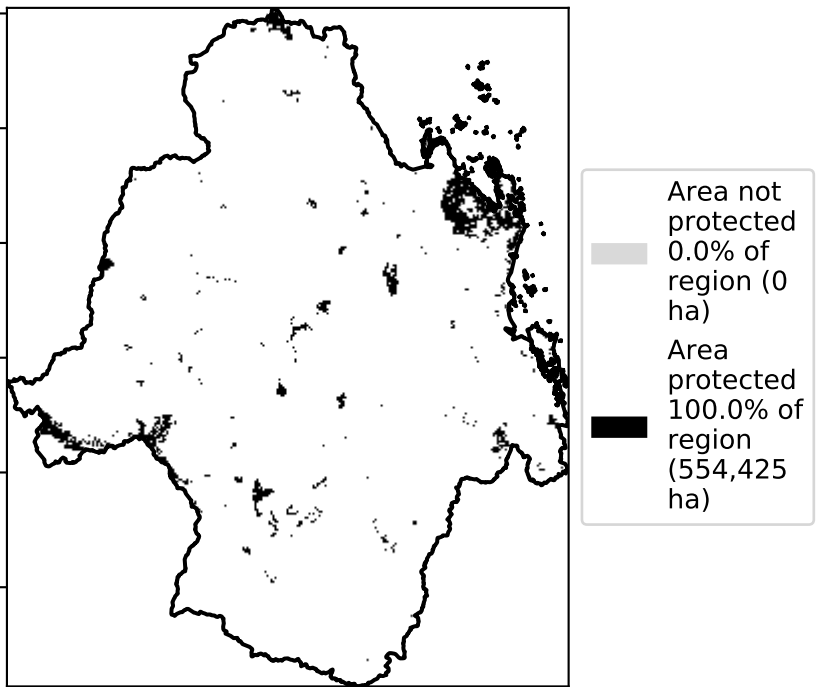 Area not
protected
0.0% of
region (0
ha)
Area
protected
100.0% of
region
(554,425
ha)